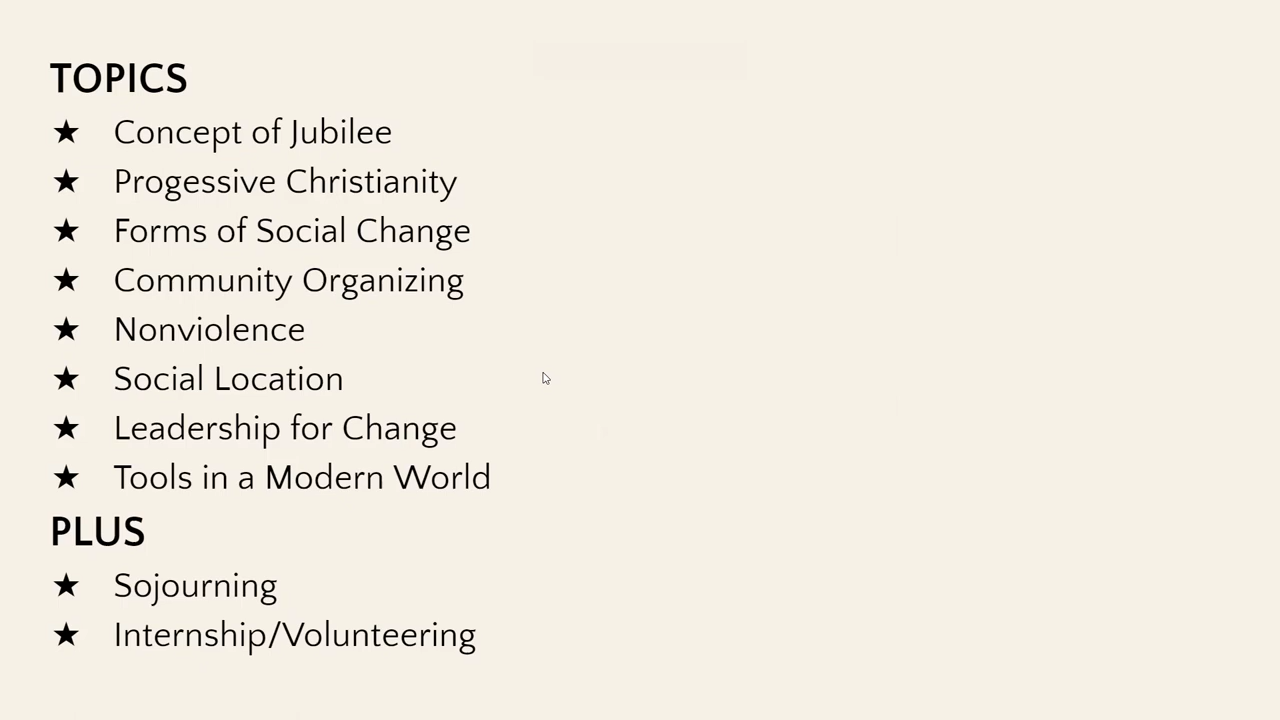 TOPICS
★ Concept of Jubilee
★ Progessive Christianity
★ Forms of Social Change
★ Community Organizing
★ Nonviolence
★ Social Location
★ Leadership for Change
★ Tools in a Modern World
PLUS
★ Sojourning
★ Internship/Volunteering